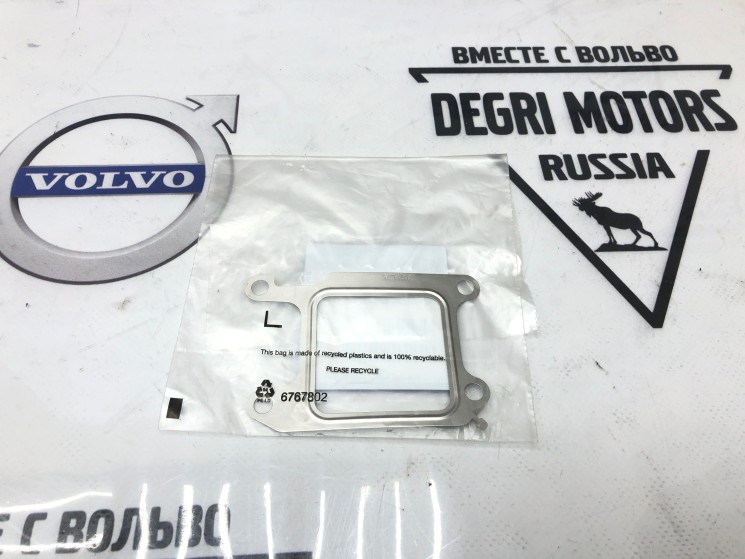 ВМЕСТЕ С ВОЛЬВО
DEGRI MOTORS
RUSSIA
VOLVO
L
This bag is made of recycled plastics and is 100% recyclable.
PLEASE RECYCLE
6767802
Е С ВОЛЬВО